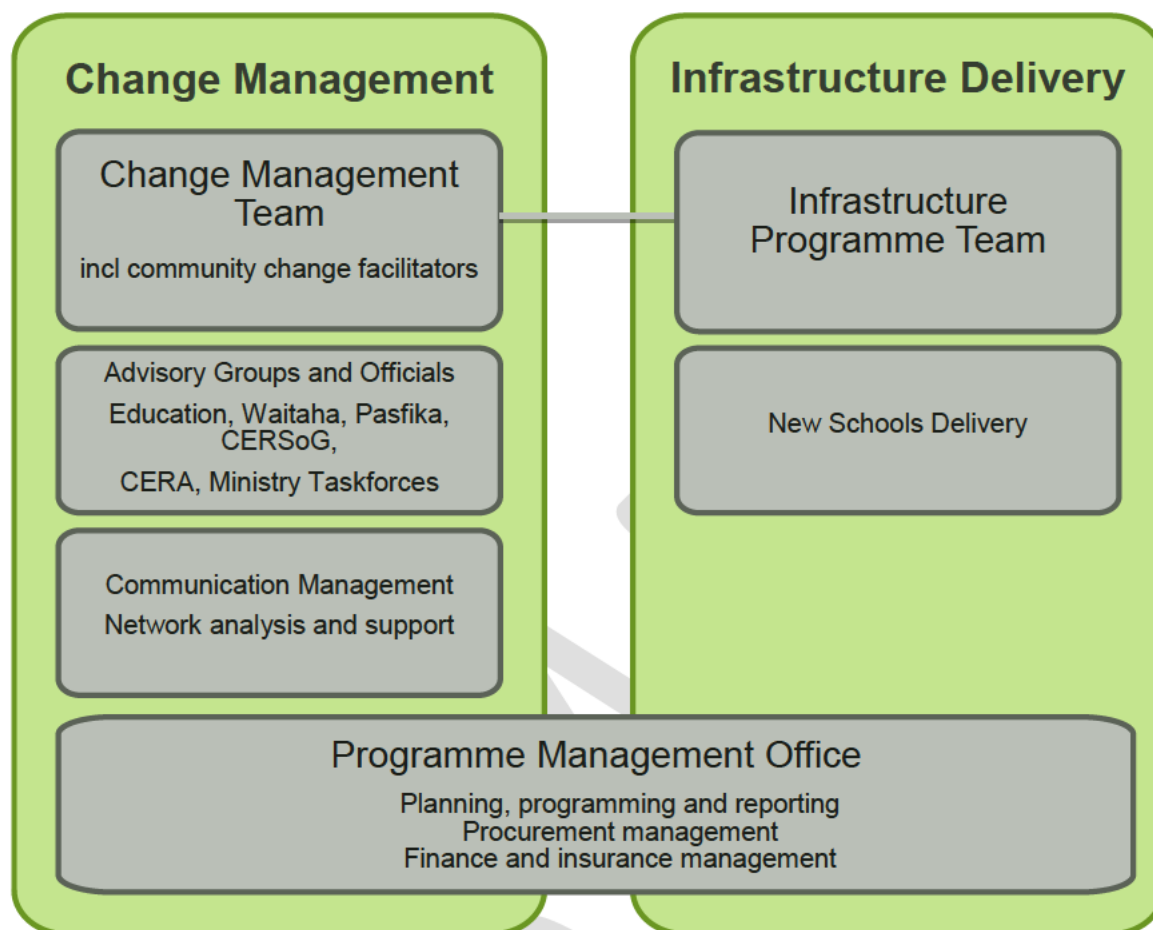 Change Management
Change Management
Team
incl community change facilitators
Advisory Groups and Officials
Education, Waitaha, Pasfika,
CERSoG,
CERA, Ministry Taskforces
Communication Management
Network analysis and support
Infrastructure Delivery
Infrastructure
Programme Team
New Schools Delivery
Programme Management Office
Planning, programming and reporting
Procurement management
Finance and insurance management